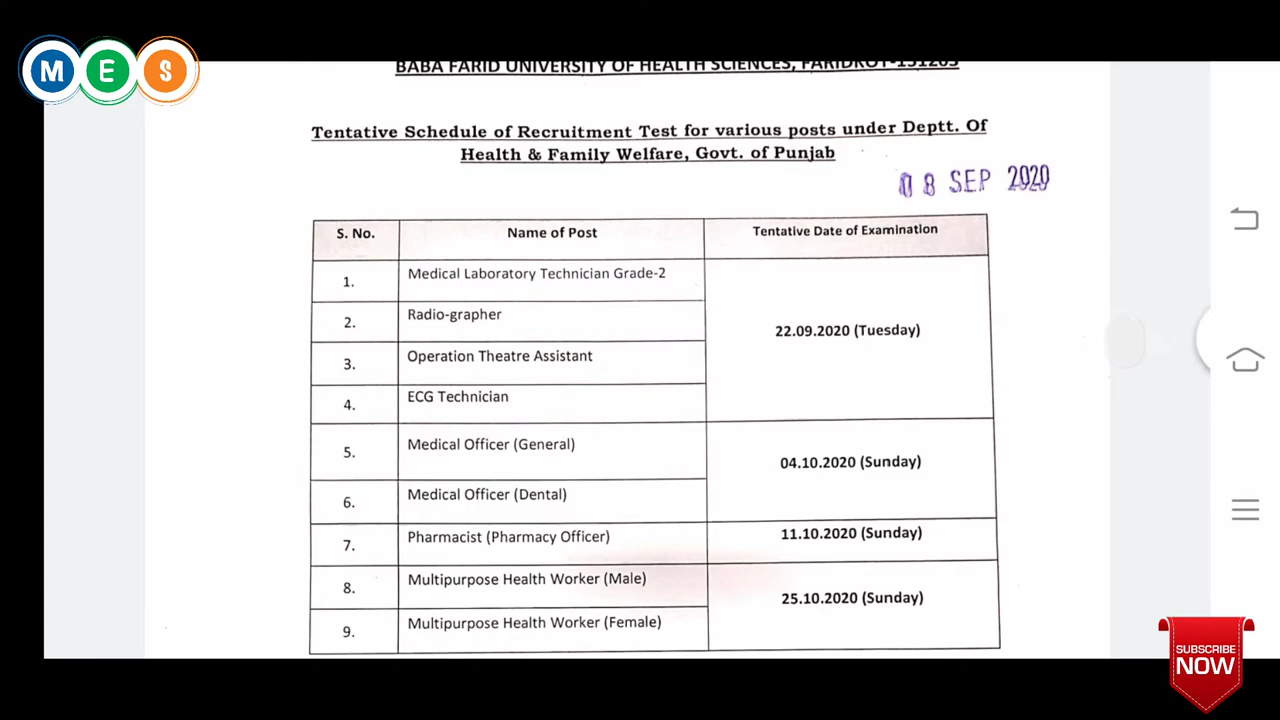 M E S
BABA FARID UNIVERSITY OF HEALTH SCIENCES, FARIDKOT-151203
Tentative Schedule of Recruitment Test for various posts under Deptt. Of
Health & Family Welfare, Govt. of Punjab
08 SEP 2020
S. No. Name of Post Tentative Date of Examination
1. Medical Laboratory Technician Grade-2
2. Radio-grapher
22.09.2020 (Tuesday)
3. Operation Theatre Assistant
4. ECG Technician
5. Medical Officer (General)
04.10.2020 (Sunday)
6. Medical Officer (Dental)
7. Pharmacist (Pharmacy Officer) 11.10.2020 (Sunday)
8. Multipurpose Health Worker (Male)
25.10.2020 (Sunday)
9. Multipurpose Health Worker (Female)
SUBSCRIBE
NOW